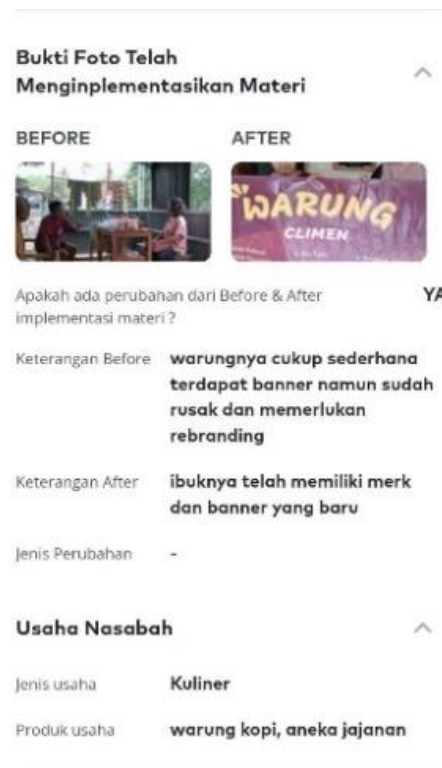 Bukti Foto Telah
Menginplementasikan Materi
BEFORE AFTER
WARUNG
CLIMEN
Apakah ada perubahan dari Before & After YA
implementasi materi ?
Keterangan Before warungnya cukup sederhana
terdapat banner namun sudah
rusak dan memerlukan
rebranding
Keterangan After ibuknya telah memiliki merk
dan banner yang baru
Jenis Perubahan -
Usaha Nasabah
Jenis usaha Kuliner
Produk usaha warung kopi, aneka jajanan